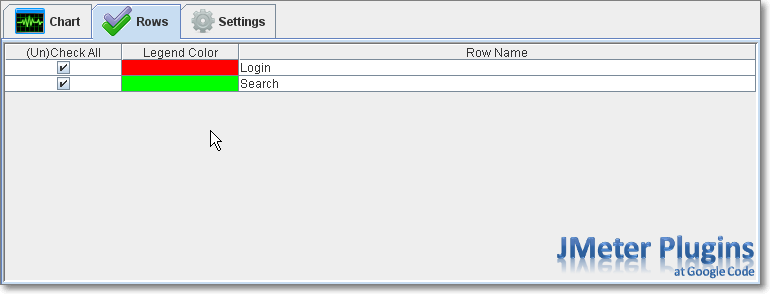 Chart Rows Settings
(Un)Check All Legend Color Row Name
Login
Search
JMeter Plugins
at Google Code